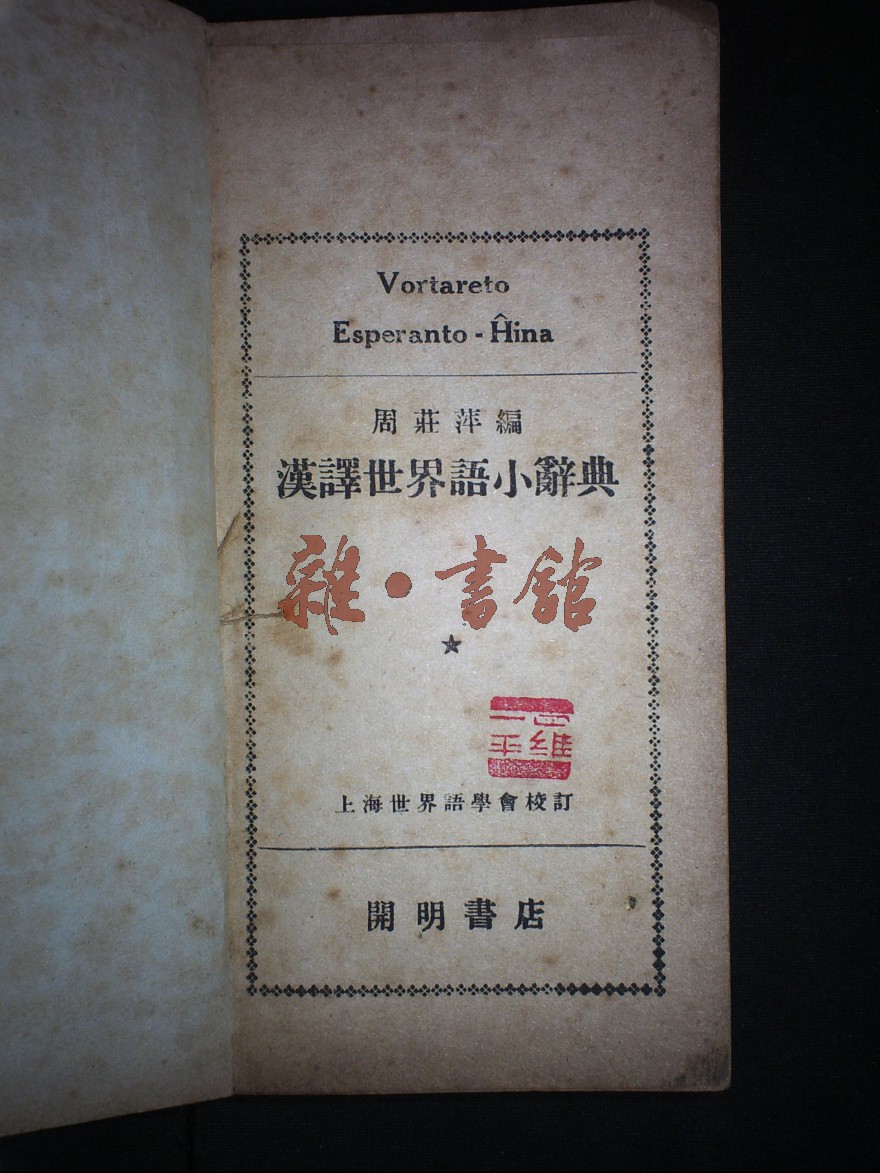 Vortareto
Esperanto - Ĥina
周莊萍編
漢譯世界語小辭典
雜·書館
上海世界語學會校訂
開明書店